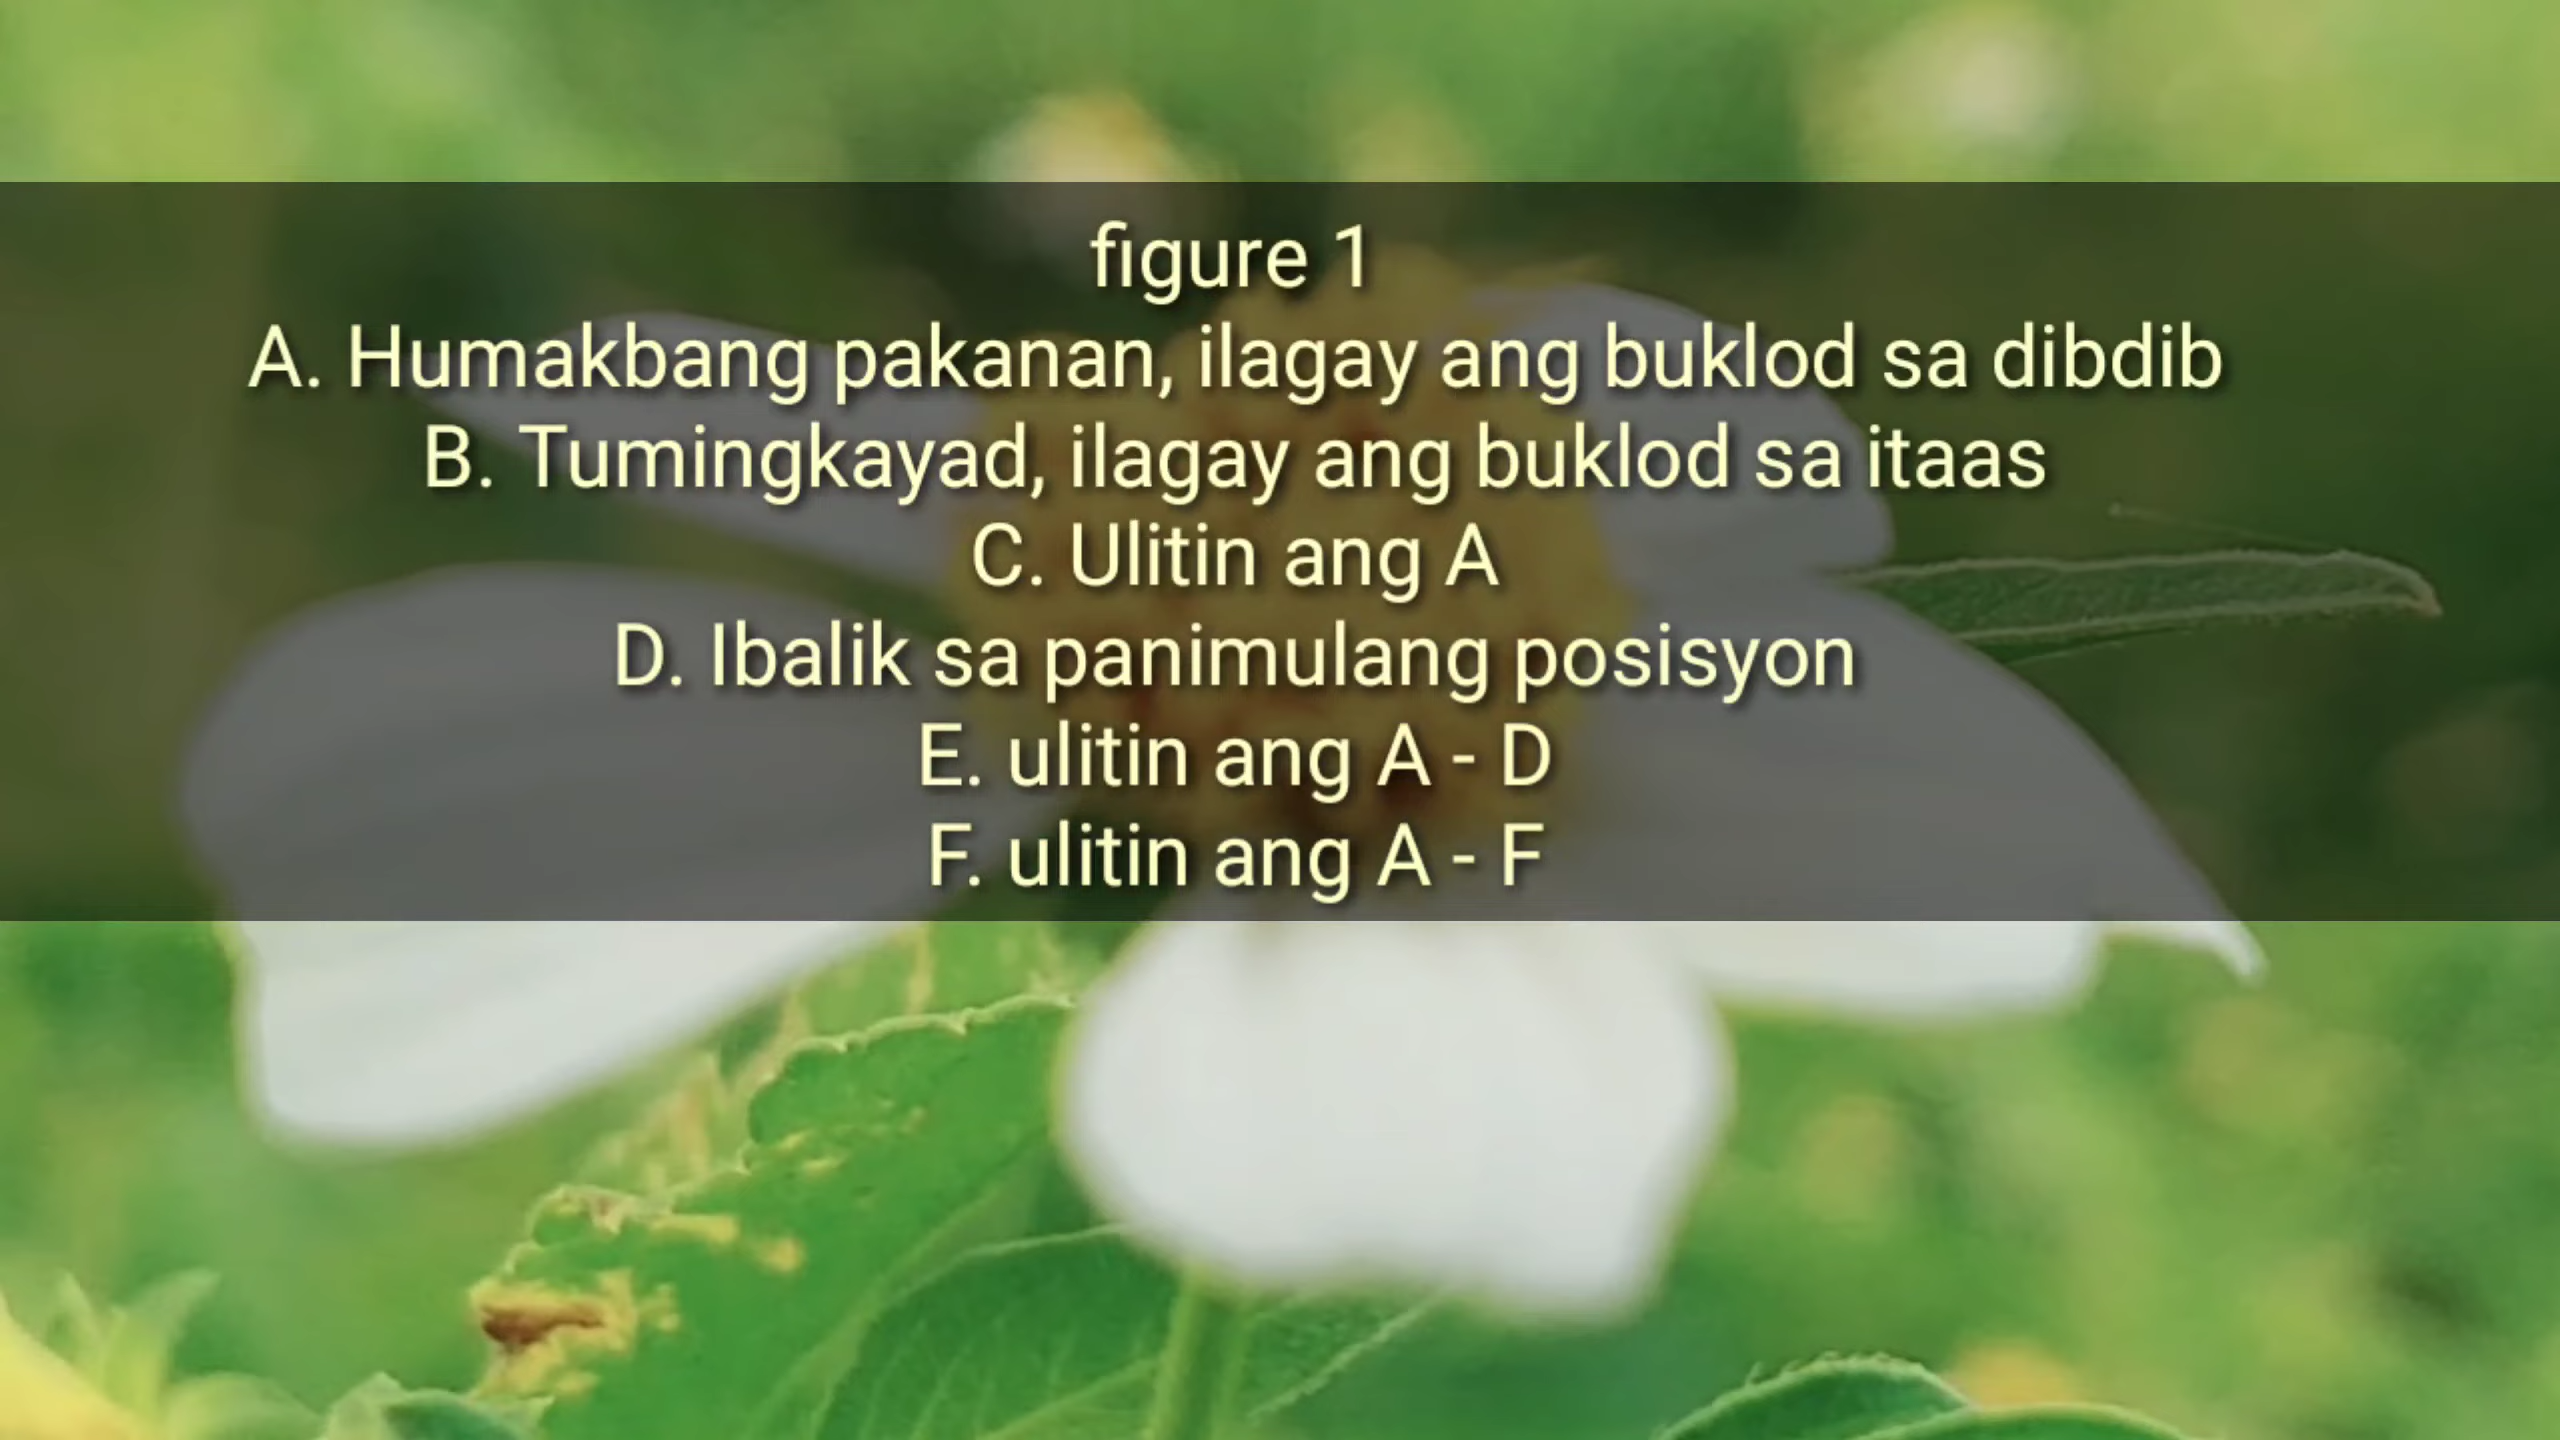 figure 1
A. Humakbang pakanan, ilagay ang buklod sa dibdib
B. Tumingkayad, ilagay ang buklod sa itaas
C. Ulitin ang A
D. Ibalik sa panimulang posisyon
E. ulitin ang A - D
F. ulitin ang A - F